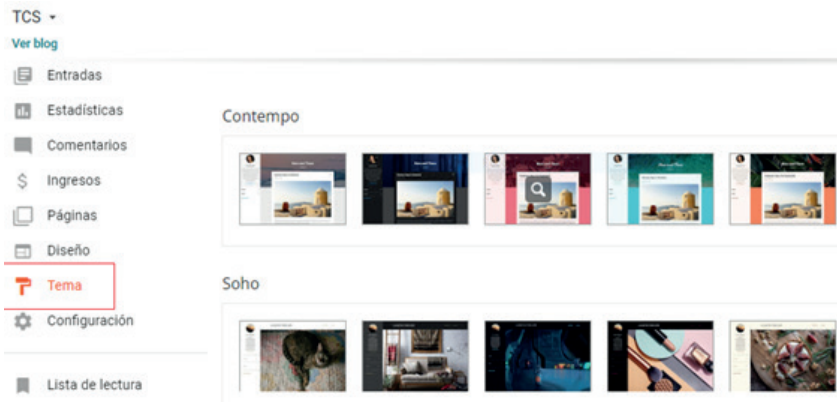 TCS
Ver blog
Entradas
Estadísticas
Comentarios
Ingresos
Páginas
Diseño
Tema
Configuración
Lista de lectura
Contempo
Soho